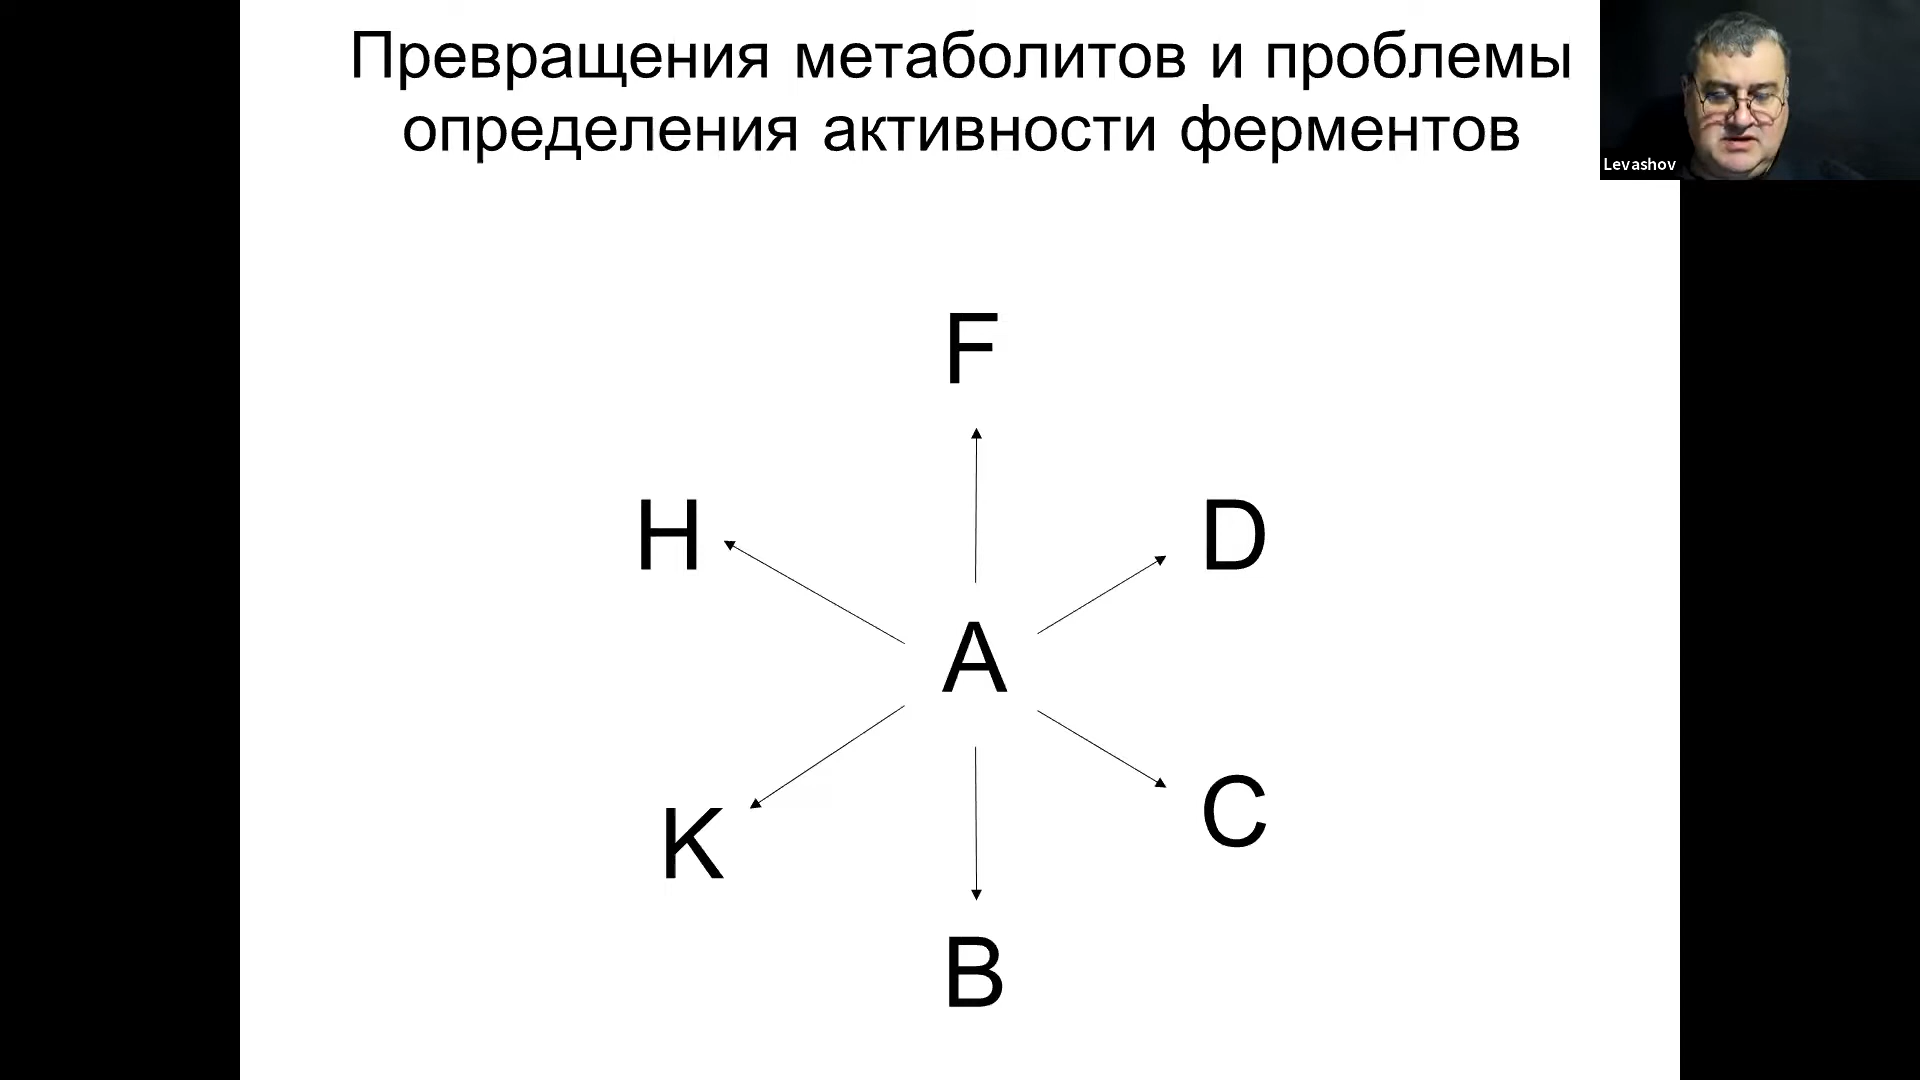 Превращения метаболитов и проблемы
определения активности ферментов
Levashov
F
H
D
A
K
C
B